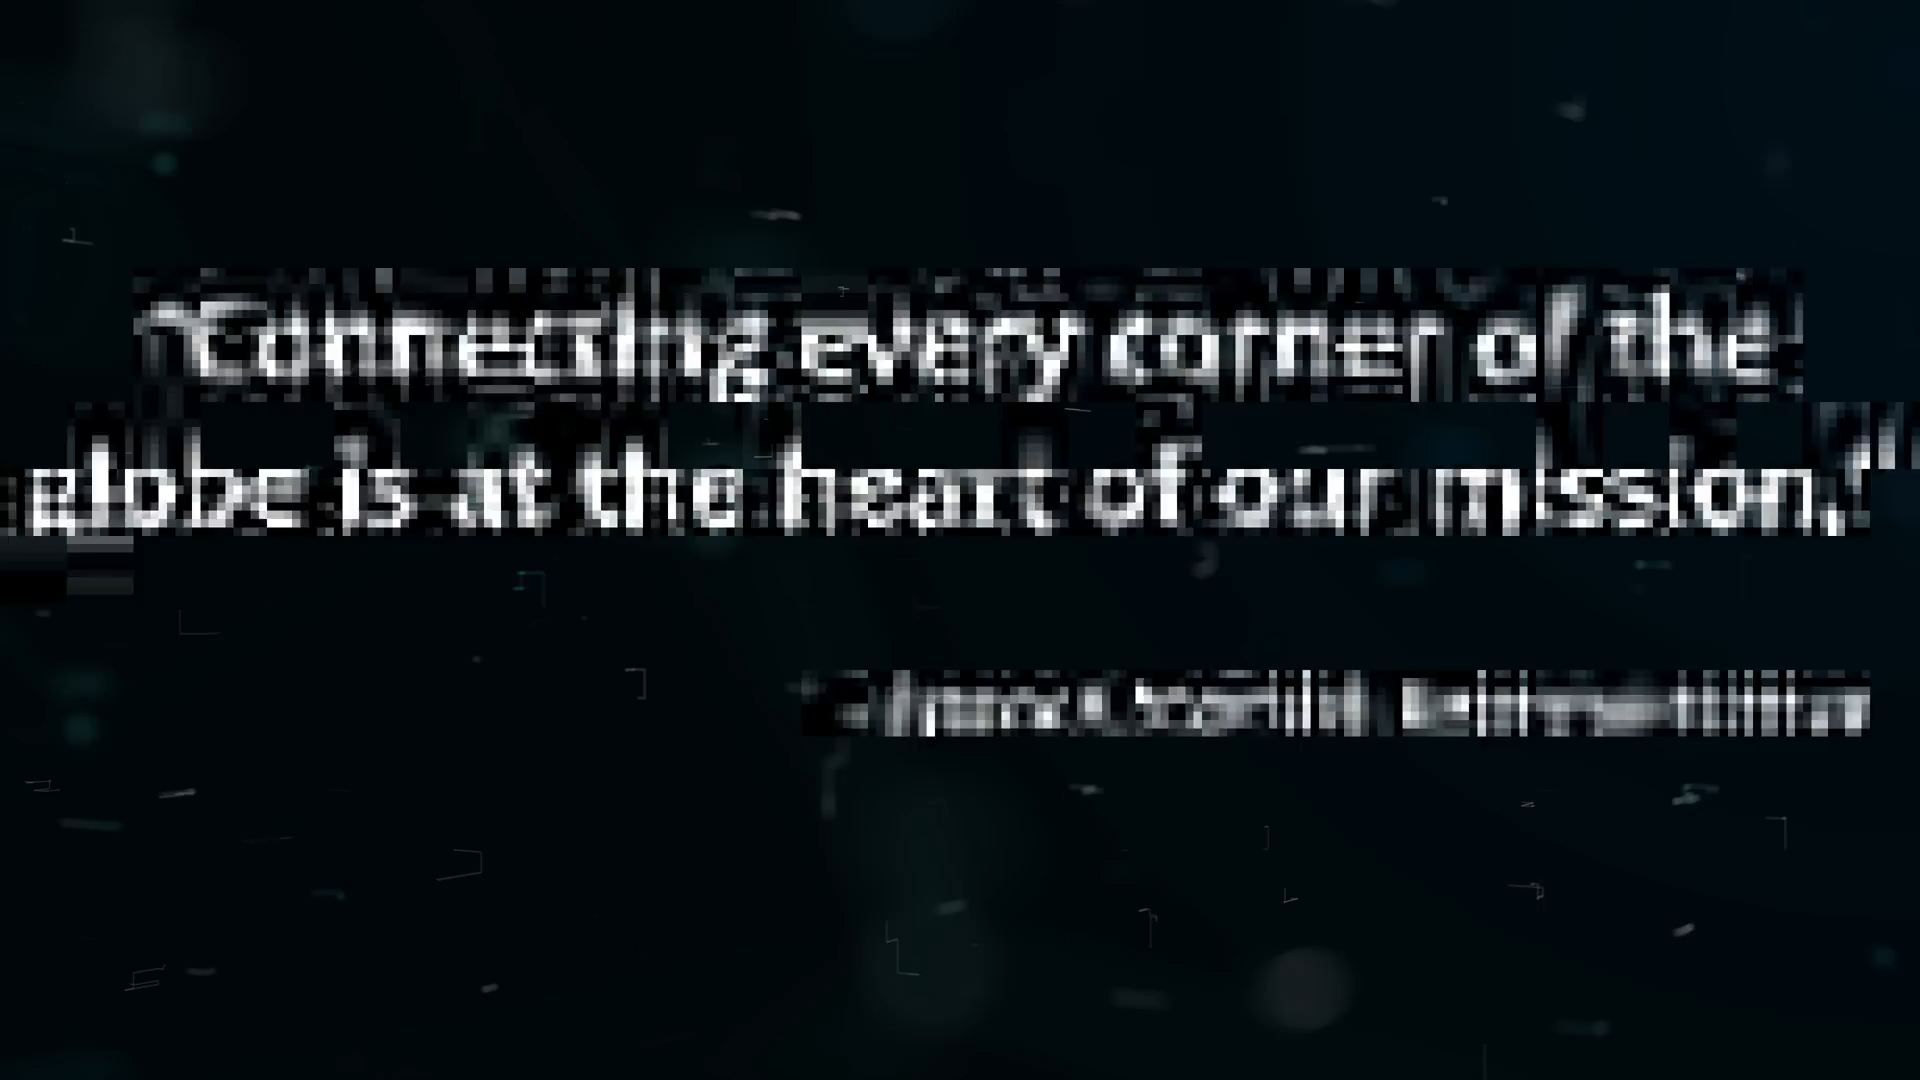 "Connecting every corner of the
globe is at the heart of our mission,"